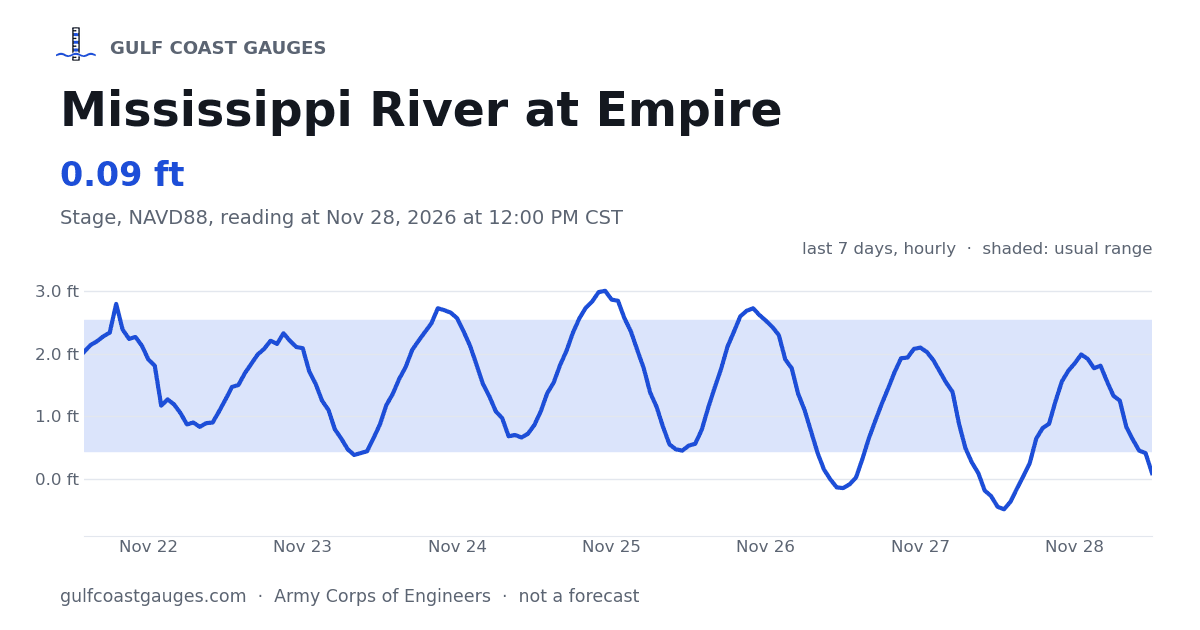 GULF COAST GAUGES
Mississippi River at Empire
0.09 ft
Stage, NAVD88, reading at Nov 28, 2026 at 12:00 PM CST
last 7 days, hourly · shaded: usual range
3.0 ft
2.0 ft
1.0 ft
0.0 ft
Nov 22 Nov 23 Nov 24 Nov 25 Nov 26 Nov 27 Nov 28
gulfcoastgauges.com · Army Corps of Engineers · not a forecast